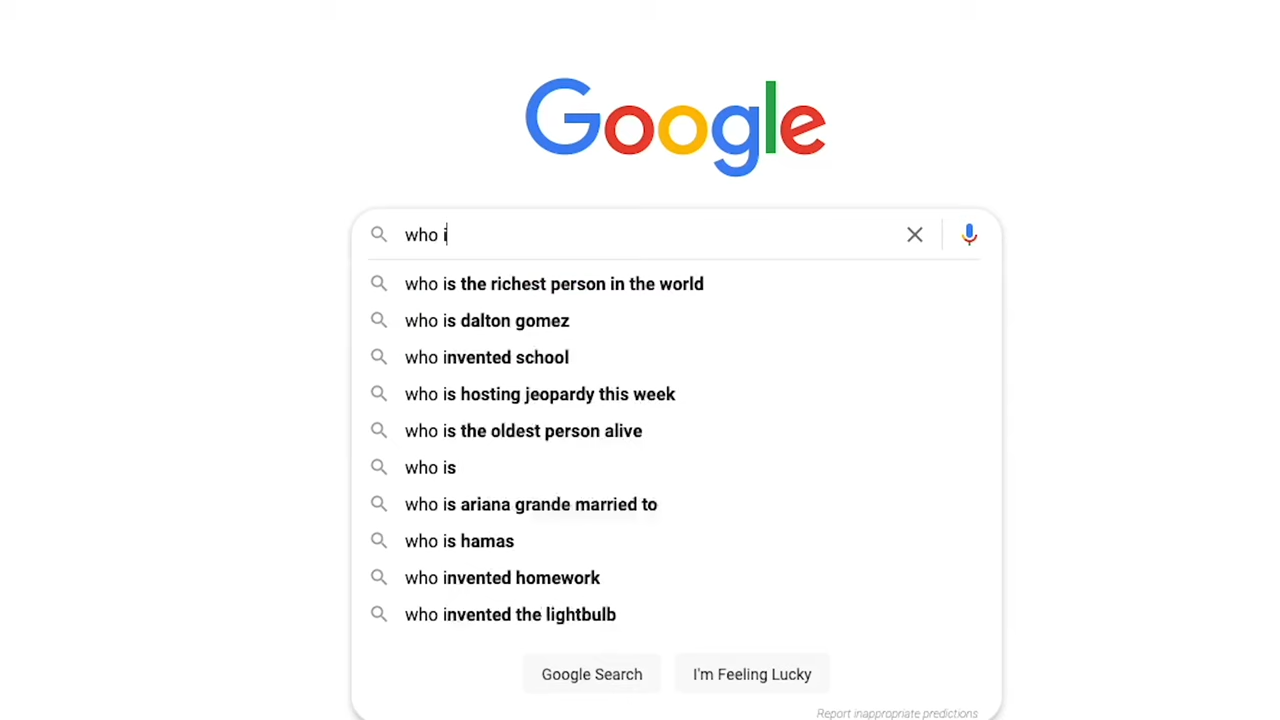 Google
who i
who is the richest person in the world
who is dalton gomez
who invented school
who is hosting jeopardy this week
who is the oldest person alive
who is
who is ariana grande married to
who is hamas
who invented homework
who invented the lightbulb
Google Search I'm Feeling Lucky
Report inappropriate predictions